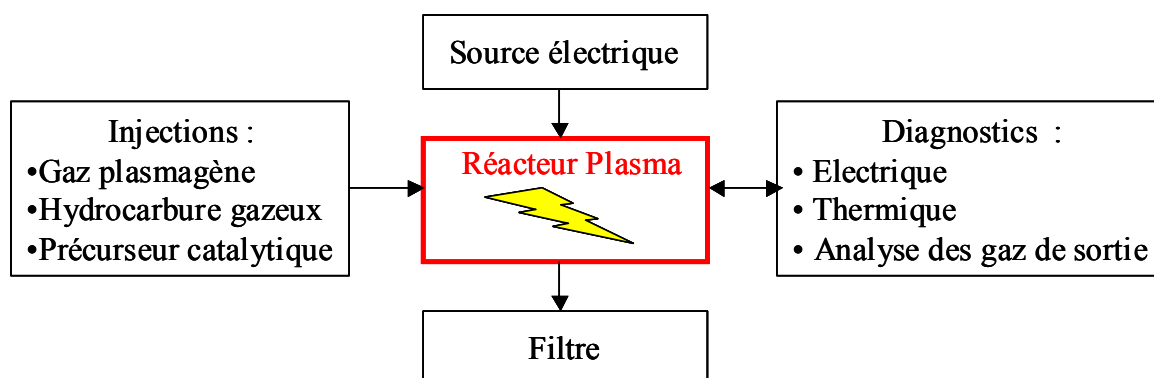 Source électrique
Injections :
•Gaz plasmagène
•Hydrocarbure gazeux
•Précurseur catalytique
Réacteur Plasma
Diagnostics :
• Electrique
• Thermique
• Analyse des gaz de sortie
Filtre